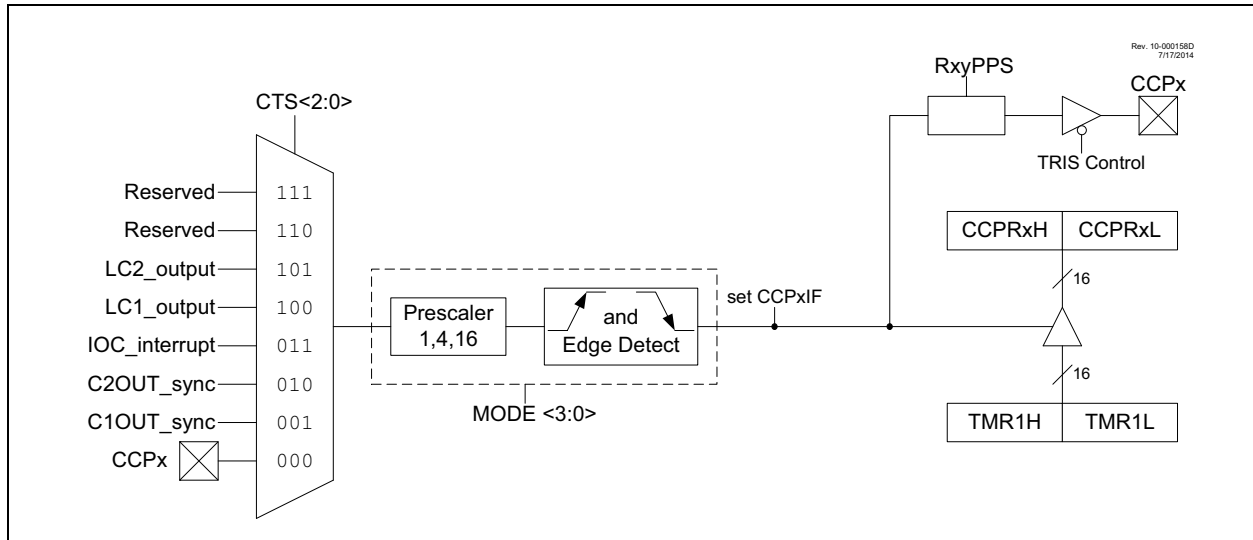 Rev. 10-000158D
7/17/2014
RxyPPS
CCPx
CTS<2:0>
TRIS Control
Reserved
111
Reserved
110
CCPRxH
CCPRxL
LC2_output
101
16
LC1_output
100
Prescaler
1,4,16
and
Edge Detect
set CCPxIF
IOC_interrupt
011
C2OUT_sync
010
16
MODE <3:0>
C1OUT_sync
001
TMR1H
TMR1L
CCPx
000